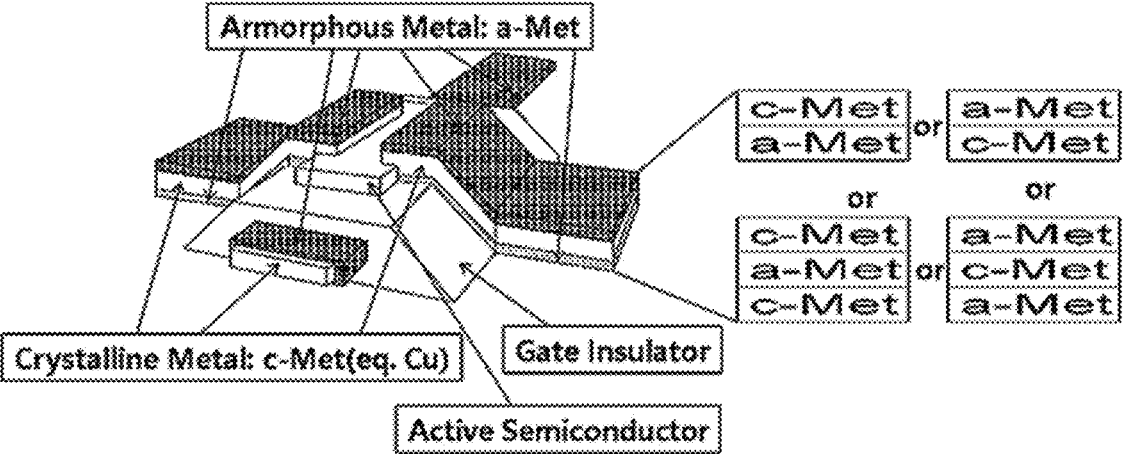 Armorphous Metal: a-Met
c-Met
a-Met
or
a-Met
c-Met
or
or
c-Met
a-Met
c-Met
or
a-Met
c-Met
a-Met
Crystalline Metal: c-Met(eq. Cu)
Gate Insulator
Active Semiconductor